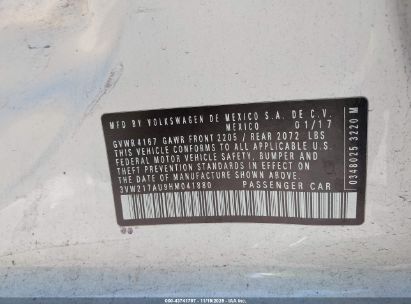 MFD BY VOLKSWAGEN DE MEXICO S.A. DE C.V.
MEXICO 01/17
GVWR 4167 GAWR FRONT 2205 / REAR 2072 LBS
THIS VEHICLE CONFORMS TO ALL APPLICABLE U.S.
FEDERAL MOTOR VEHICLE SAFETY, BUMPER AND
THEFT PREVENTION STANDARDS IN EFFECT ON
THE DATE OF MANUFACTURE SHOWN ABOVE
3VW217AU9HM041880 PASSENGER CAR
034B025 3220 M